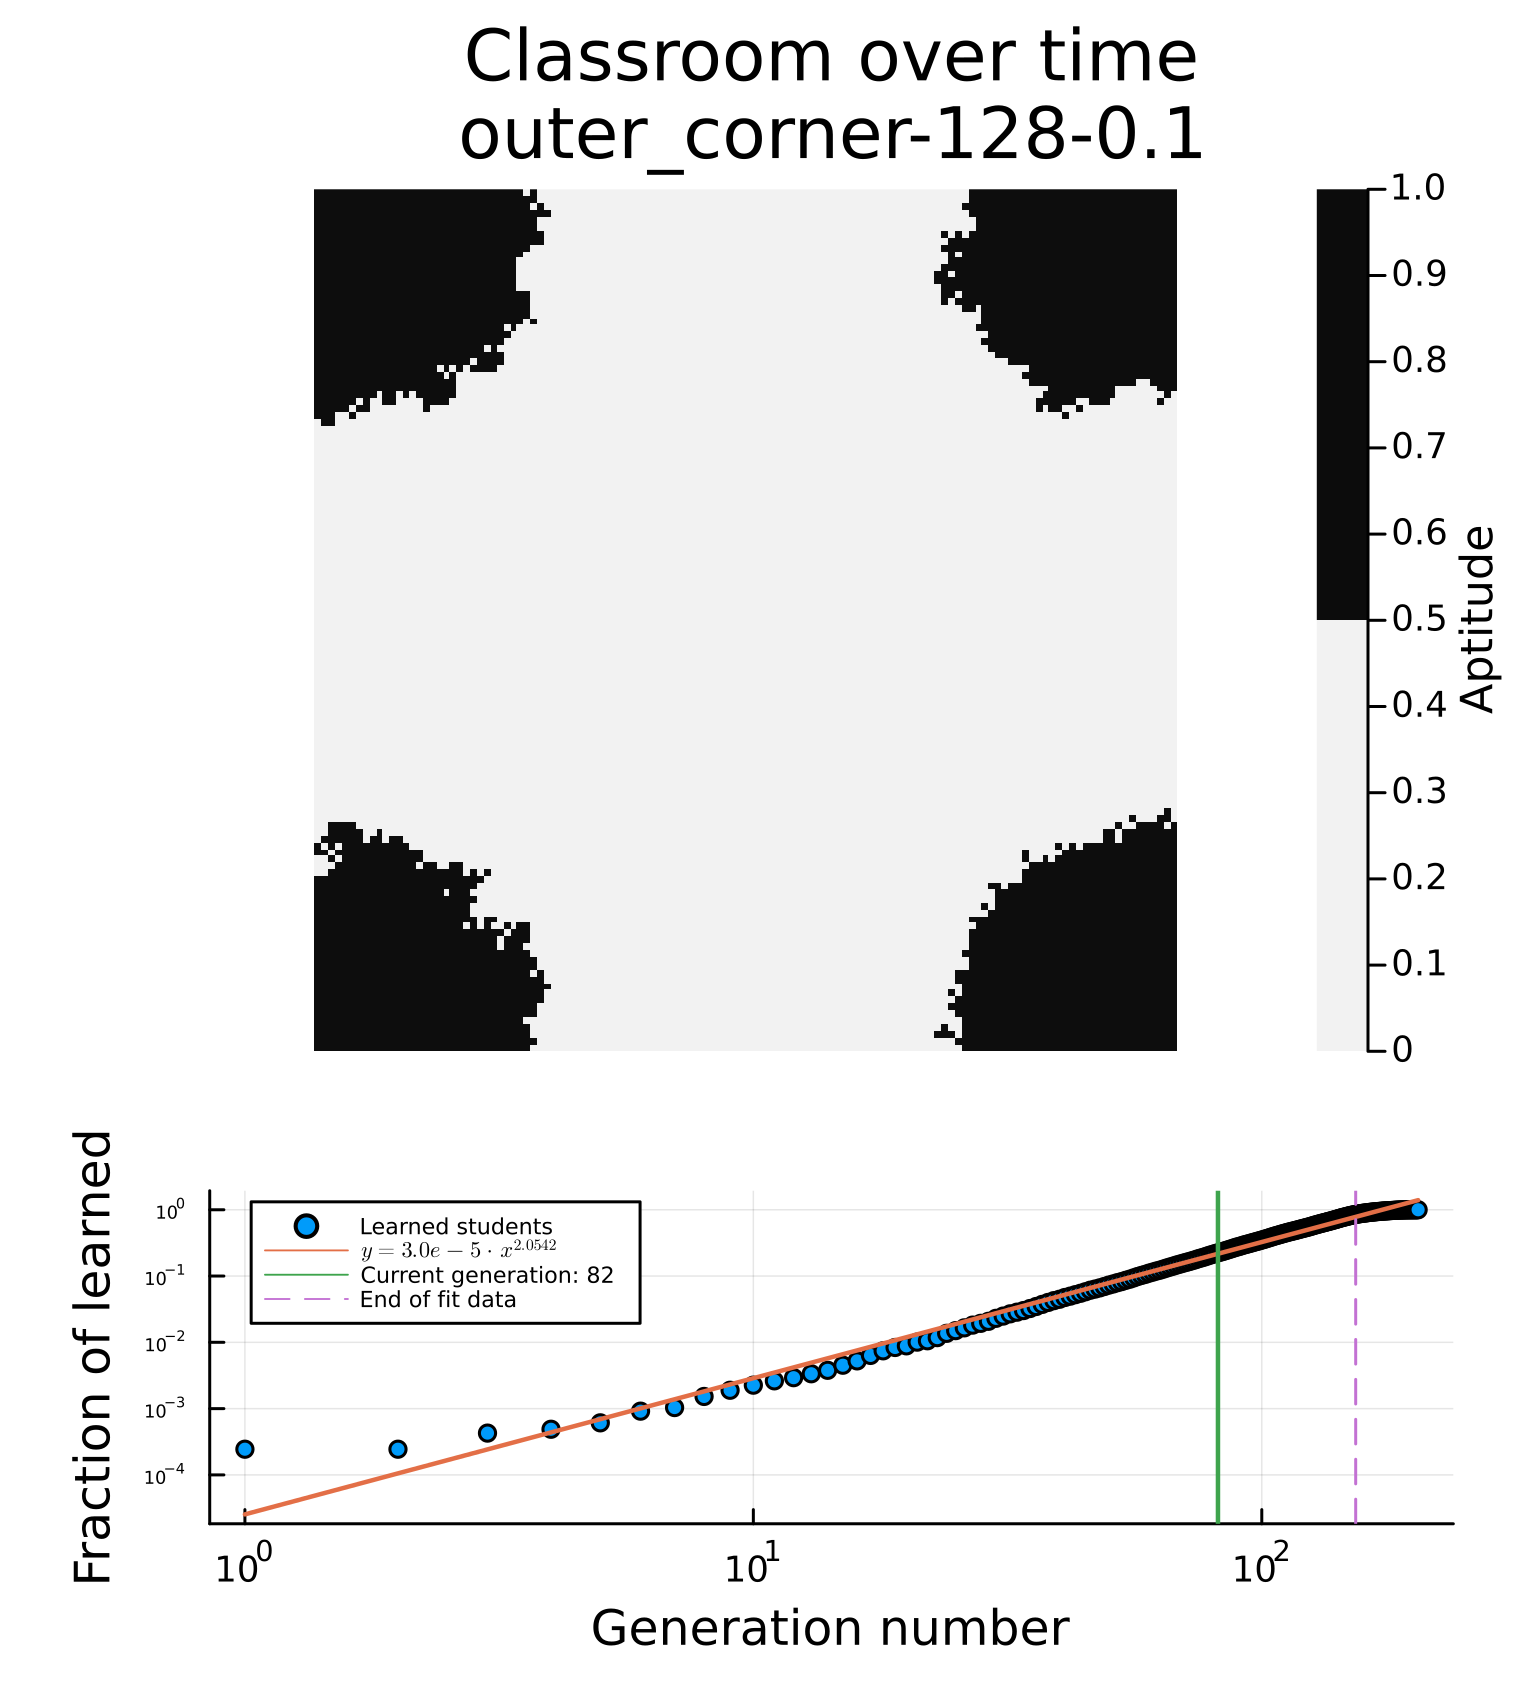 Classroom over time
outer_corner-128-0.1
1.0
0.9
0.8
0.7
0.6
0.5
0.4
0.3
0.2
0.1
0
Aptitude
Fraction of learned
10⁰
10⁻¹
10⁻²
10⁻³
10⁻⁴
Learned students
y = 3.0e − 5 · x^2.0542
Current generation: 82
End of fit data
10⁰
10¹
10²
Generation number